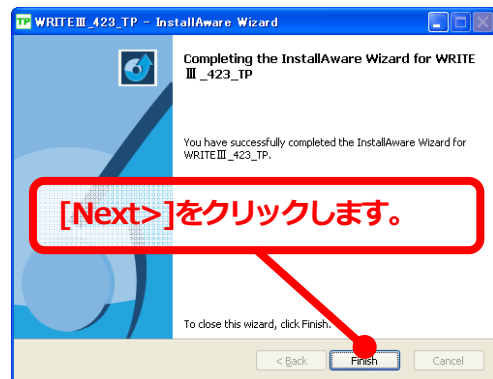 TP WRITEⅢ_423_TP - InstallAware Wizard
Completing the InstallAware Wizard for WRITE
Ⅲ_423_TP
You have successfully completed the InstallAware Wizard for
WRITEⅢ_423_TP.
[Next>]をクリックします。
To close this wizard, click Finish.
< Back
Finish
Cancel